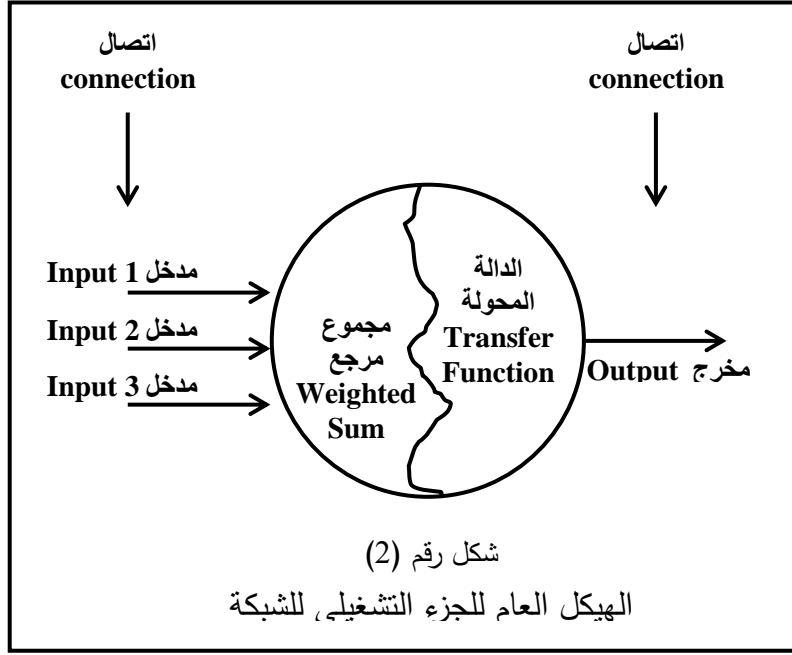 اتصال
connection
اتصال
connection
Input 1 مدخل
Input 2 مدخل
Input 3 مدخل
مجموع
مرجع
Weighted
Sum
الدالة
المحولة
Transfer
Function
Output مخرج
شكل رقم (2)
الهيكل العام للجزء التشغيلي للشبكة